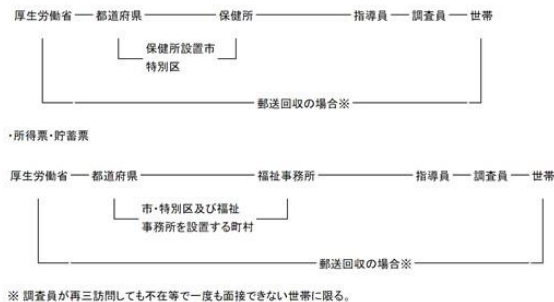 厚生労働省 都道府県 保健所 指導員 調査員 世帯
保健所設置市
特別区
郵送回収の場合※
・所得票・貯蓄票
厚生労働省 都道府県 福祉事務所 指導員 調査員 世帯
市・特別区及び福祉
事務所を設置する町村
郵送回収の場合※
※ 調査員が再三訪問しても不在等で一度も面接できない世帯に限る。